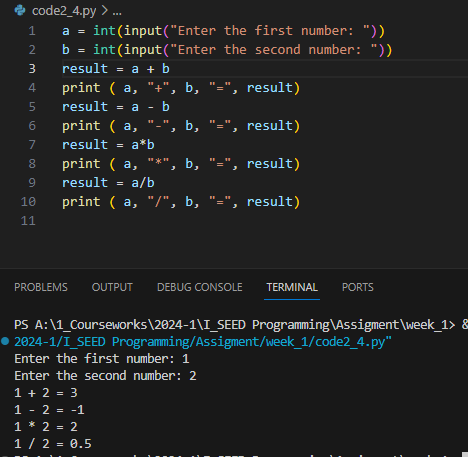 code2_4.py > ...
1 a = int(input("Enter the first number: "))
2 b = int(input("Enter the second number: "))
3 result = a + b
4 print ( a, "+", b, "=", result)
5 result = a - b
6 print ( a, "-", b, "=", result)
7 result = a*b
8 print ( a, "*", b, "=", result)
9 result = a/b
10 print ( a, "/", b, "=", result)
11
PROBLEMS OUTPUT DEBUG CONSOLE TERMINAL PORTS
PS A:\1_Courseworks\2024-1\I_SEED Programming\Assigment\week_1> &
2024-1/I_SEED Programming/Assigment/week_1/code2_4.py"
Enter the first number: 1
Enter the second number: 2
1 + 2 = 3
1 - 2 = -1
1 * 2 = 2
1 / 2 = 0.5